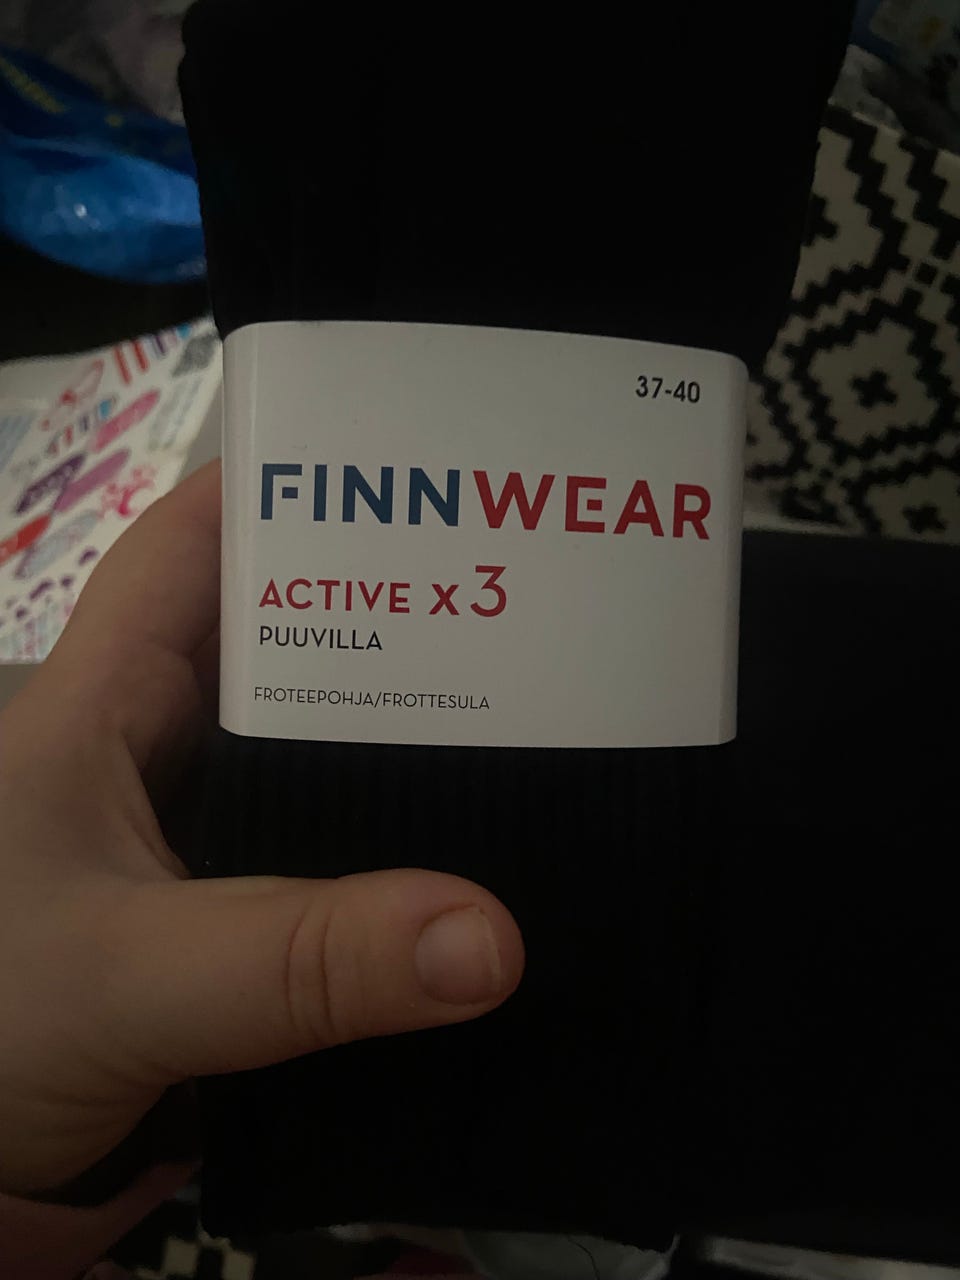 37-40
FINNWEAR
ACTIVE x3
PUUVILLA
FROTEEPOHJA/FROTTESULA